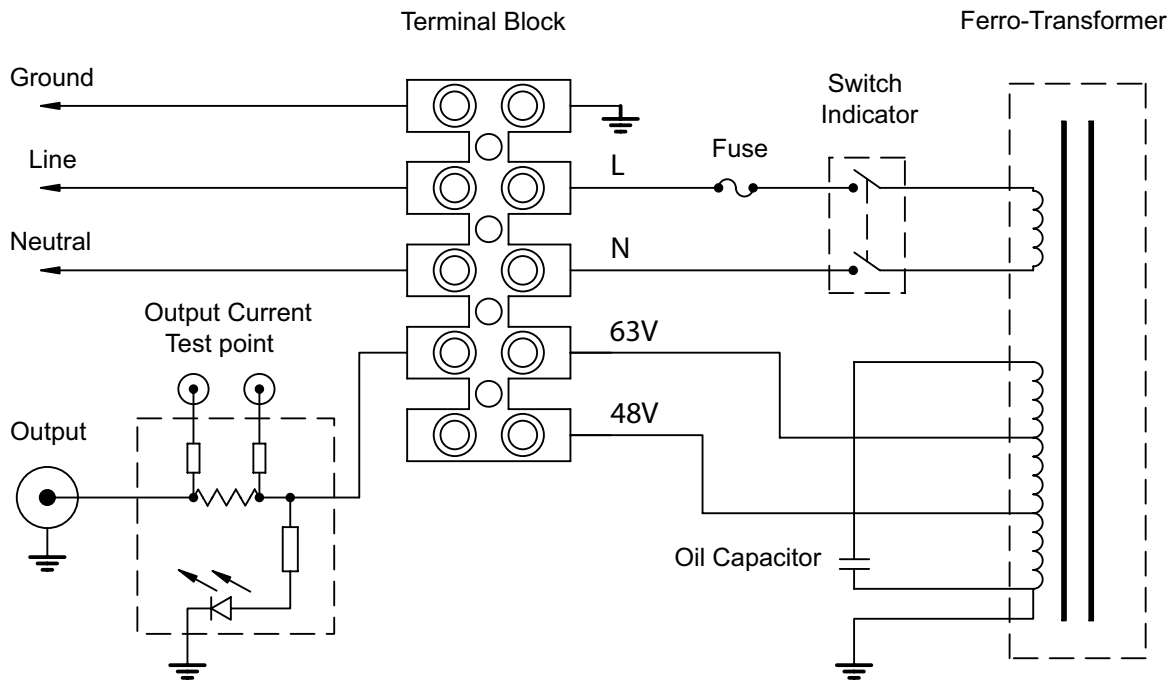 Terminal Block
Ferro-Transformer
Ground
Switch
Indicator
Line
L
Fuse
Neutral
N
Output Current
Test point
63V
48V
Output
Oil Capacitor